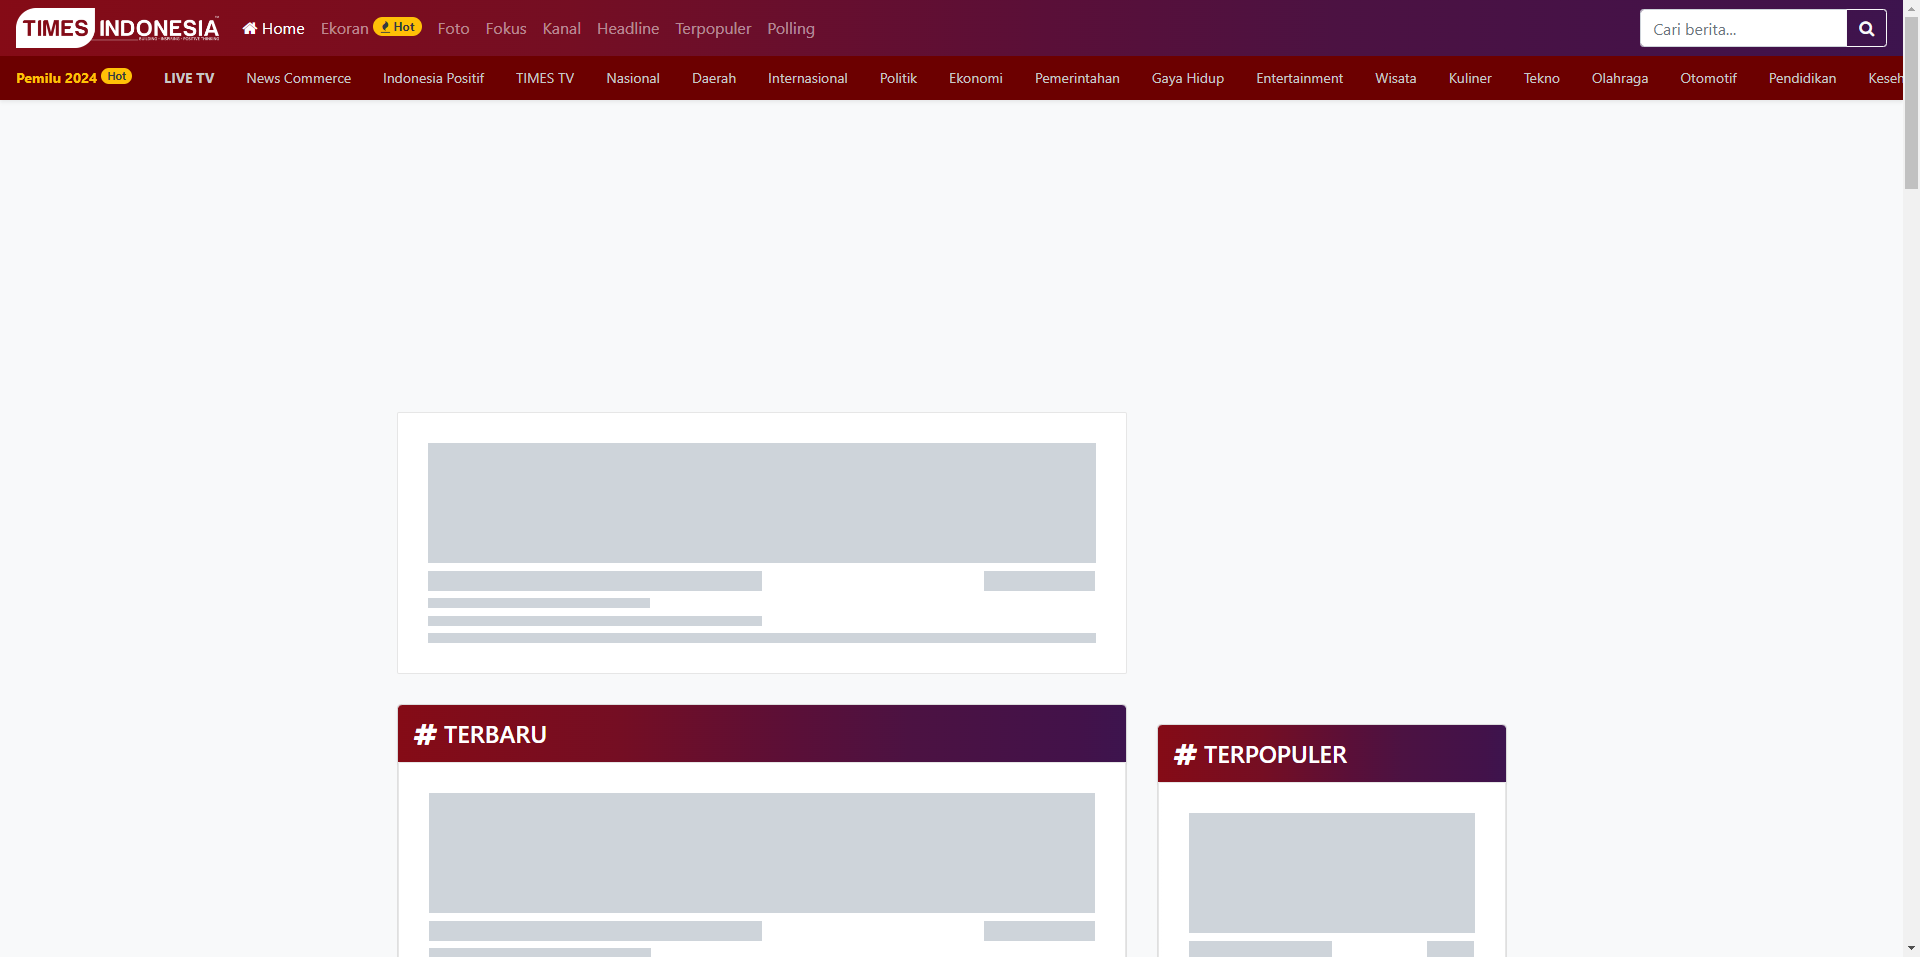 TIMES INDONESIA Home Ekoran Hot Foto Fokus Kanal Headline Terpopuler Polling Cari berita...
Pemilu 2024 Hot LIVE TV News Commerce Indonesia Positif TIMES TV Nasional Daerah Internasional Politik Ekonomi Pemerintahan Gaya Hidup Entertainment Wisata Kuliner Tekno Olahraga Otomotif Pendidikan Keseh
# TERBARU
# TERPOPULER